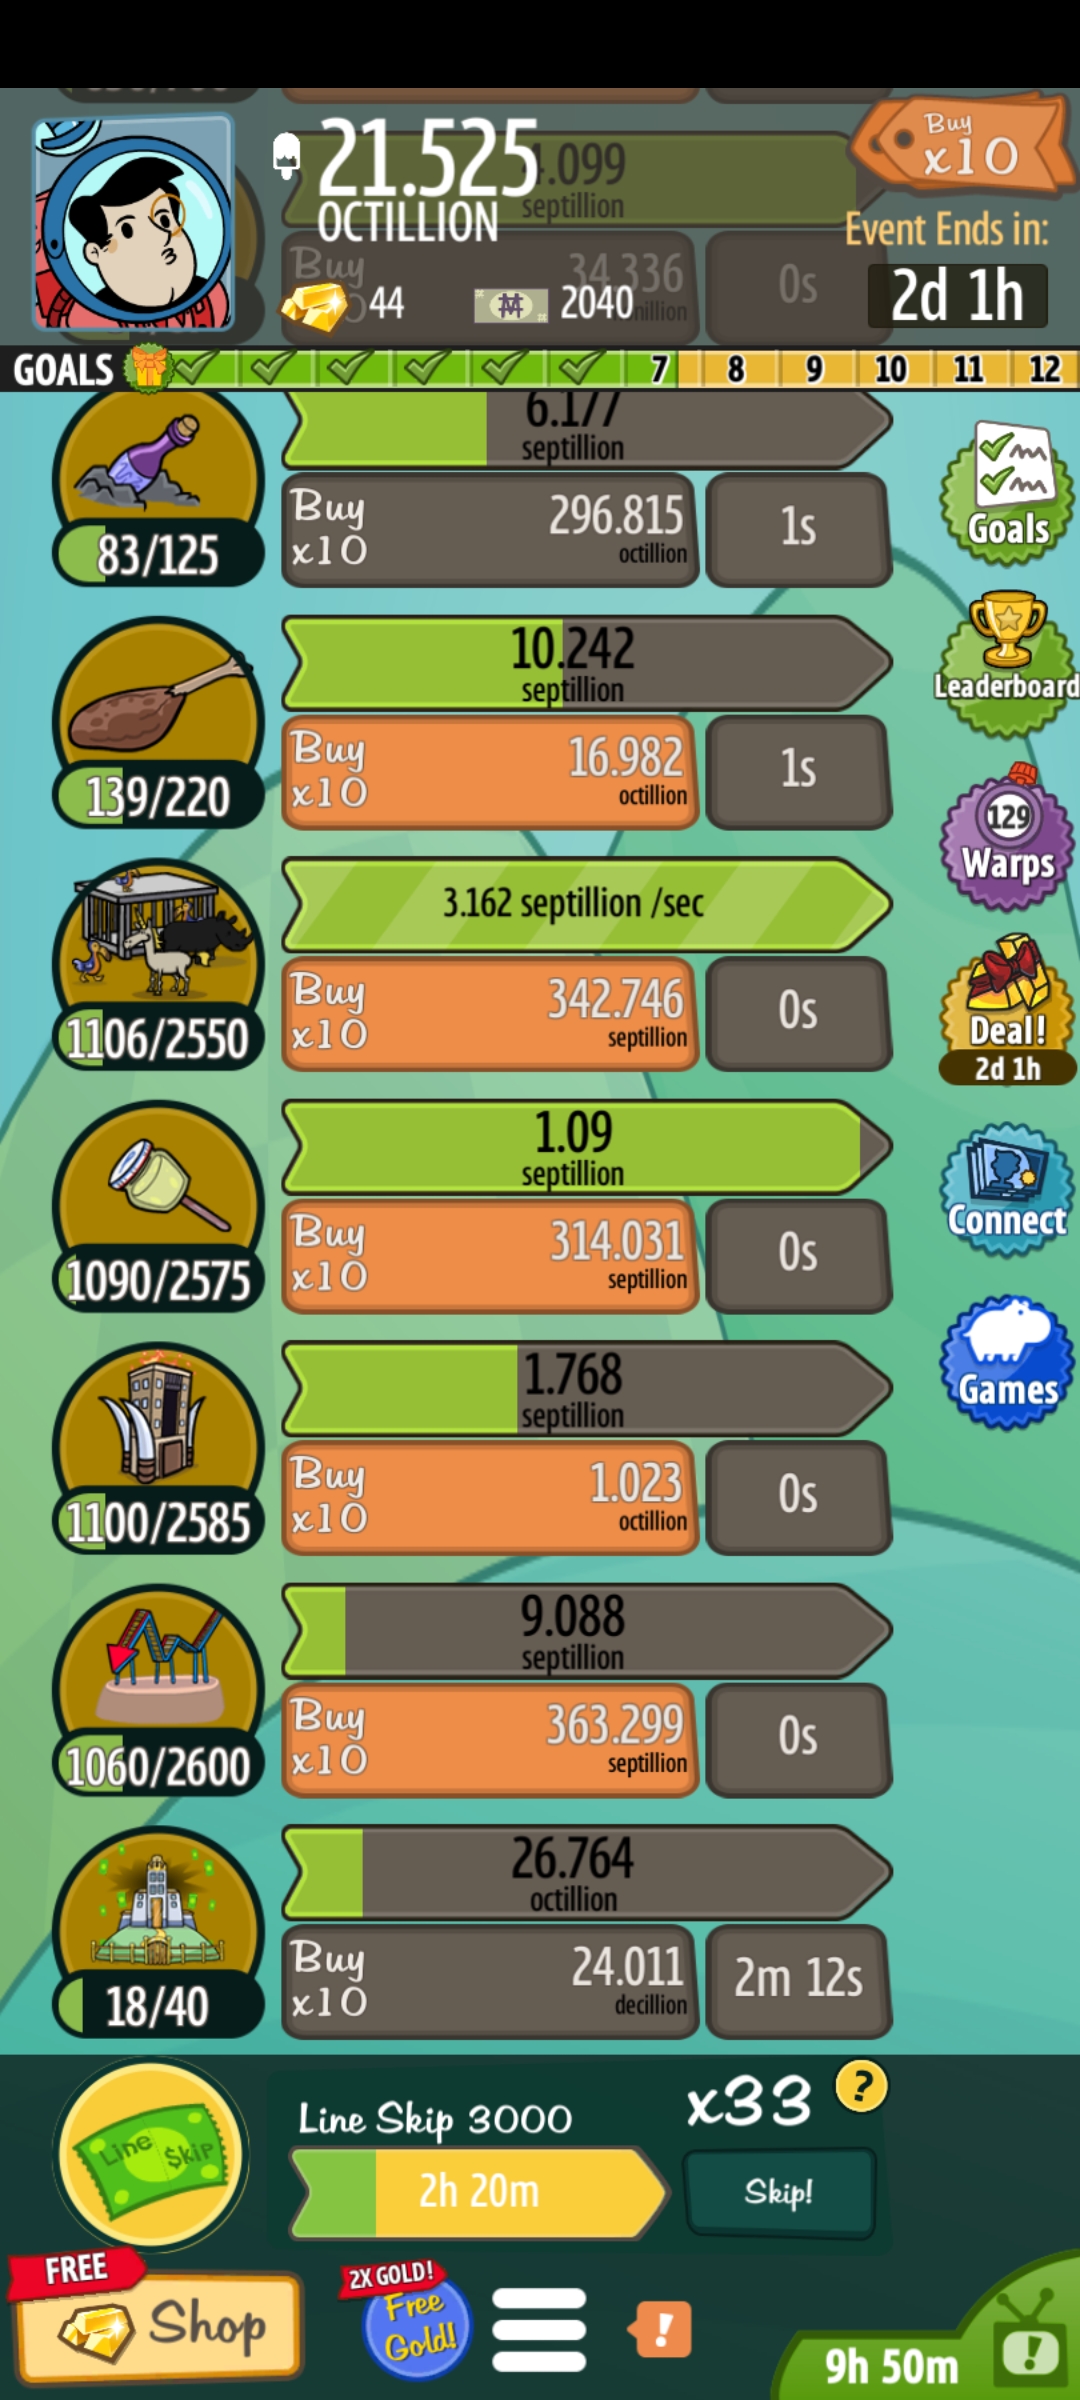 21.525
OCTILLION
4.099
septillion
Buy
x10
Event Ends in:
2d 1h
Buy
34.336
0s
44
2040
GOALS
7
8
9
10
11
12
6.177
septillion
83/125
Buy
x10
296.815
octillion
1s
Goals
10.242
septillion
139/220
Buy
x10
16.982
octillion
1s
Leaderboard
129
Warps
3.162 septillion /sec
1106/2550
Buy
x10
342.746
septillion
0s
Deal!
2d 1h
1.09
septillion
1090/2575
Buy
x10
314.031
septillion
0s
Connect
1.768
septillion
1100/2585
Buy
x10
1.023
octillion
0s
Games
9.088
septillion
1060/2600
Buy
x10
363.299
septillion
0s
26.764
octillion
18/40
Buy
x10
24.011
decillion
2m 12s
Line $kip
Line Skip 3000
x33
?
2h 20m
Skip!
FREE
Shop
2X GOLD!
Free
Gold!
!
9h 50m
!